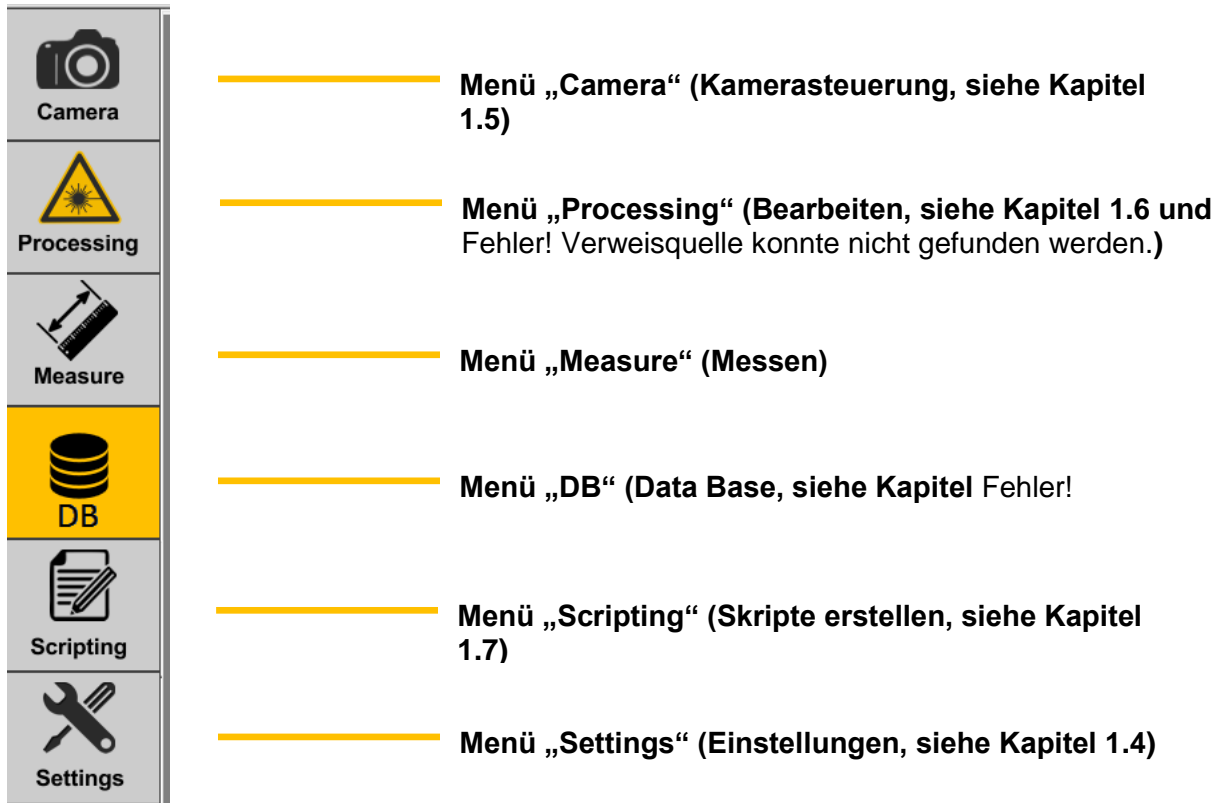 Camera
Menü „Camera“ (Kamerasteuerung, siehe Kapitel
1.5)
Processing
Menü „Processing“ (Bearbeiten, siehe Kapitel 1.6 und
Fehler! Verweisquelle konnte nicht gefunden werden.)
Measure
Menü „Measure“ (Messen)
DB
Menü „DB“ (Data Base, siehe Kapitel Fehler!
Scripting
Menü „Scripting“ (Skripte erstellen, siehe Kapitel
1.7)
Settings
Menü „Settings“ (Einstellungen, siehe Kapitel 1.4)